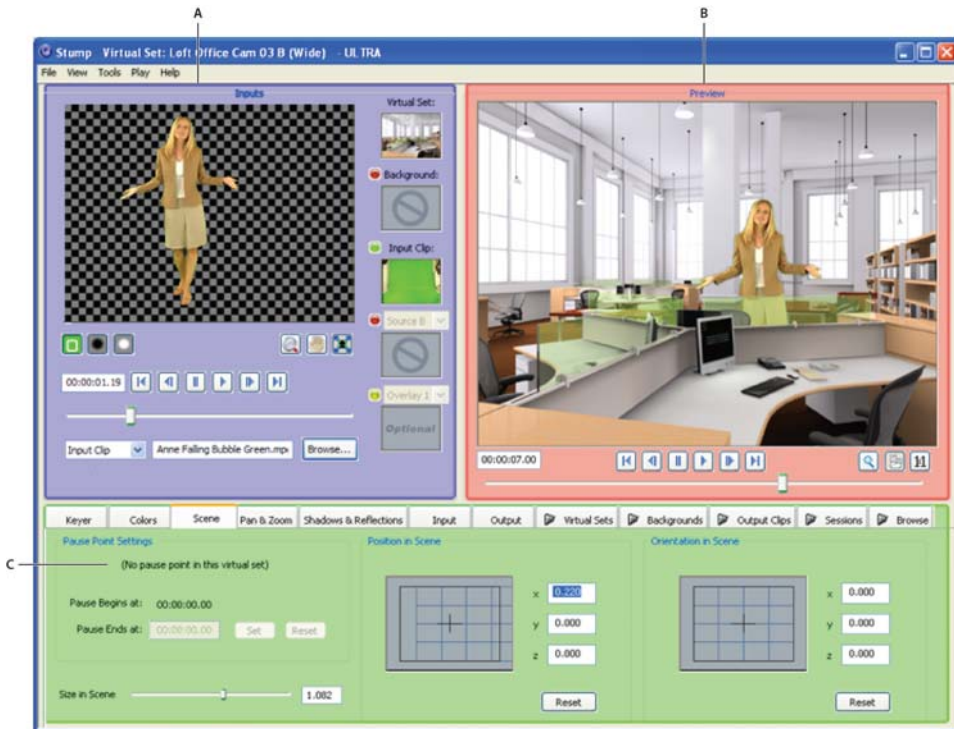 A
B
Stump Virtual Set: Loft Office Cam 03 B (Wide) - ULTRA
File View Tools Play Help
Inputs
Preview
Virtual Set:
Background:
Input Clip:
Source B
Overlay 1
Optional
00:00:01.19
Input Clip
Anne Failing Bubble Green.mp
Browse...
00:00:07.00
1:1
Keyer Colors Scene Pan & Zoom Shadows & Reflections Input Output Virtual Sets Backgrounds Output Clips Sessions Browse
Pause Point Settings
Position in Scene
Orientation in Scene
C
(No pause point in this virtual set)
x 0.220
x 0.000
Pause Begins at: 00:00:00.00
y 0.000
y 0.000
Pause Ends at: 00:00:00.00 Set Reset
z 0.000
z 0.000
Size in Scene 1.082
Reset
Reset